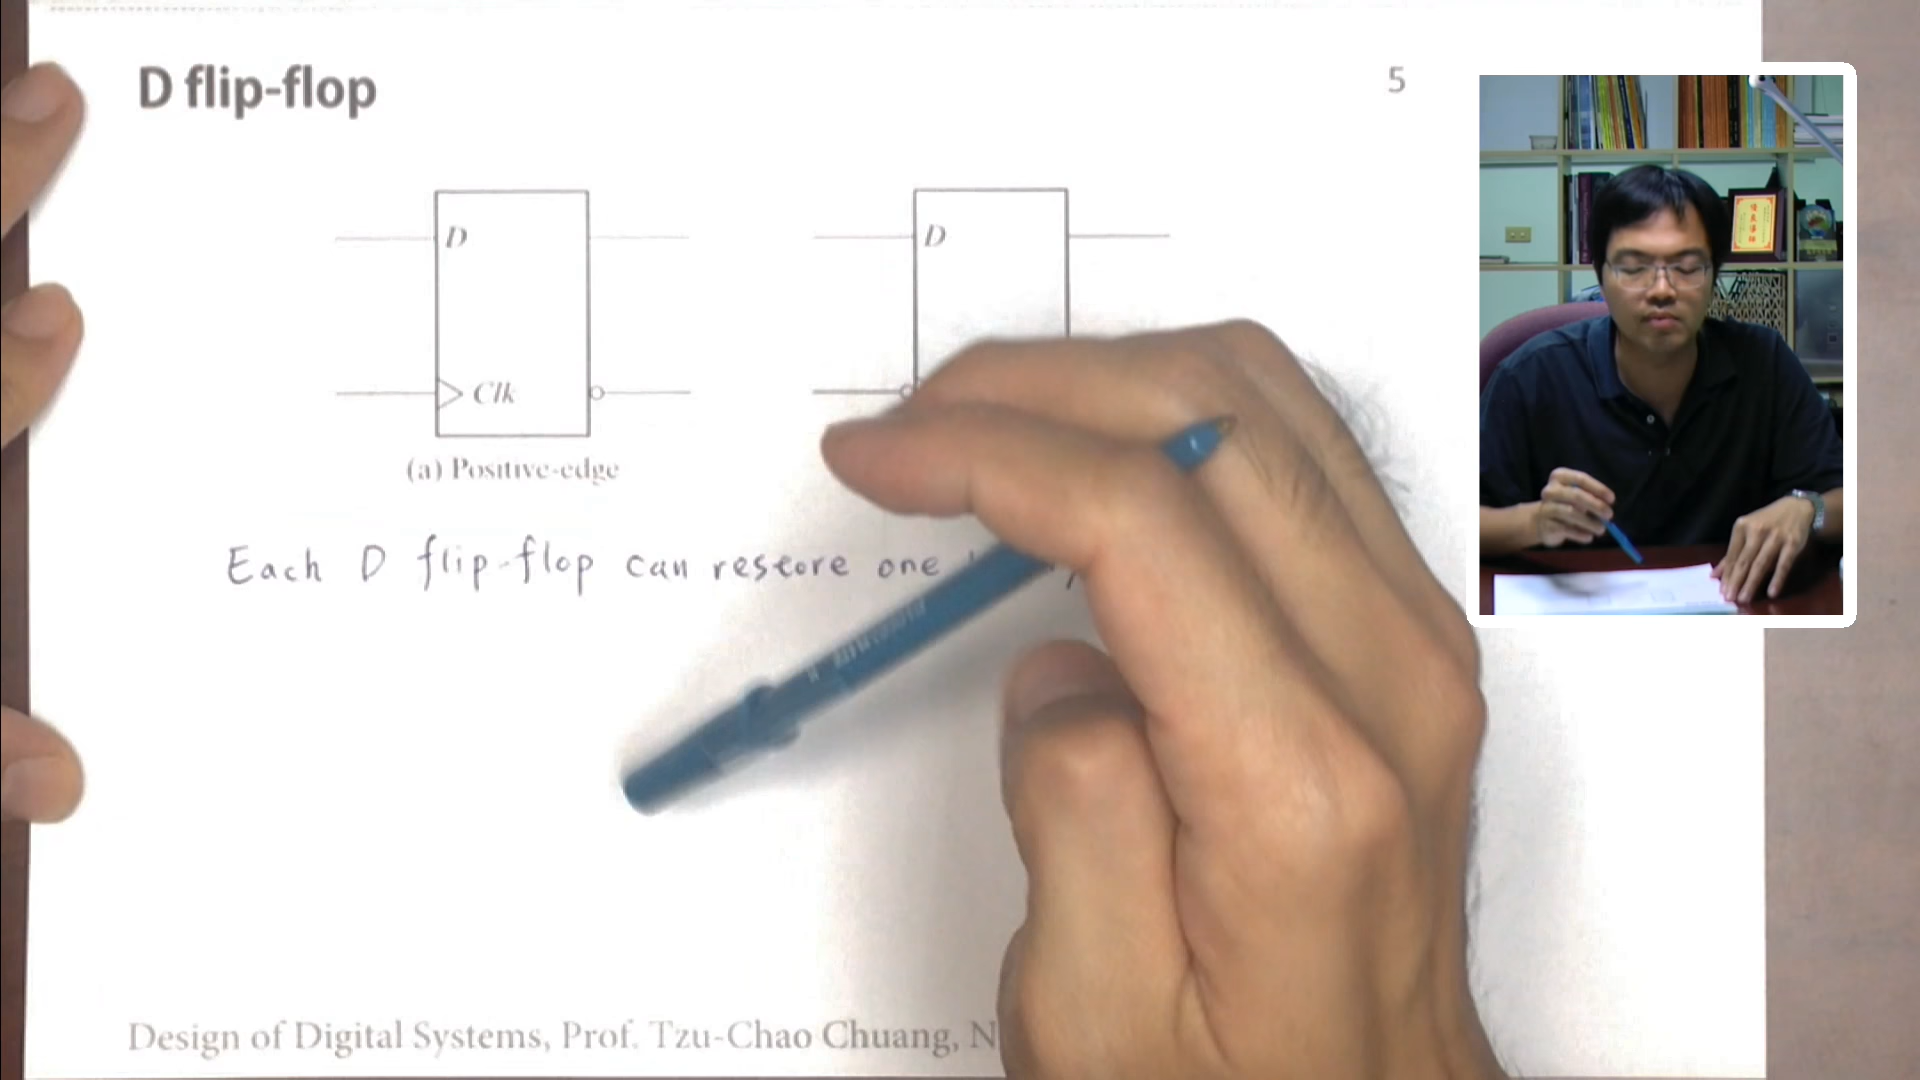 D flip-flop
5
D
D
Clk
(a) Positive-edge
Each D flip-flop can restore one
Design of Digital Systems, Prof. Tzu-Chao Chuang, N